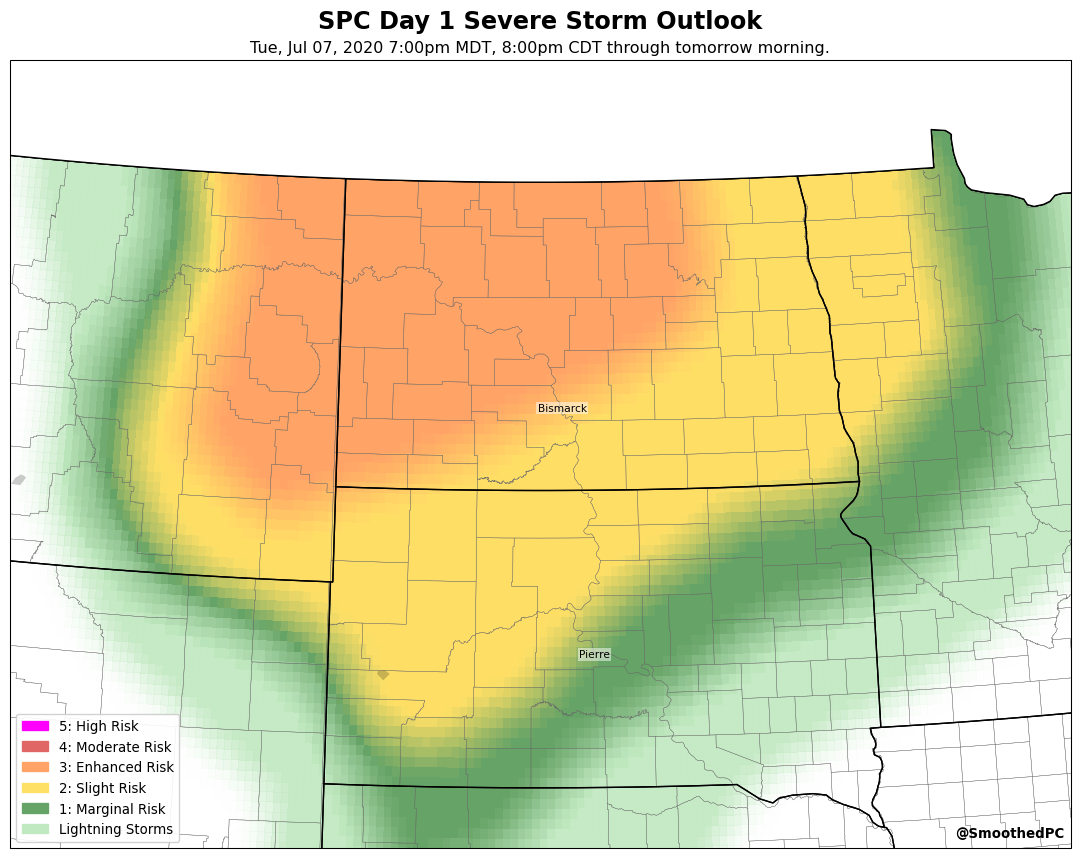 SPC Day 1 Severe Storm Outlook
Tue, Jul 07, 2020 7:00pm MDT, 8:00pm CDT through tomorrow morning.
Bismarck
Pierre
5: High Risk
4: Moderate Risk
3: Enhanced Risk
2: Slight Risk
1: Marginal Risk
Lightning Storms
@SmoothedPC